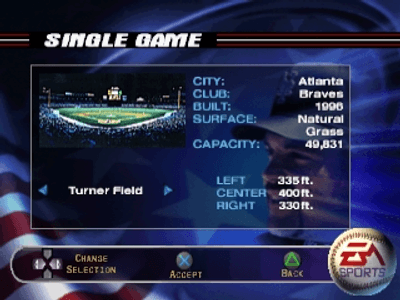 SINGLE GAME
CITY: Atlanta
CLUB: Braves
BUILT: 1996
SURFACE: Natural
Grass
CAPACITY: 49,831
Turner Field
LEFT 335 ft.
CENTER 400 ft.
RIGHT 330 ft.
CHANGE
SELECTION
ACCEPT
BACK
EA
SPORTS